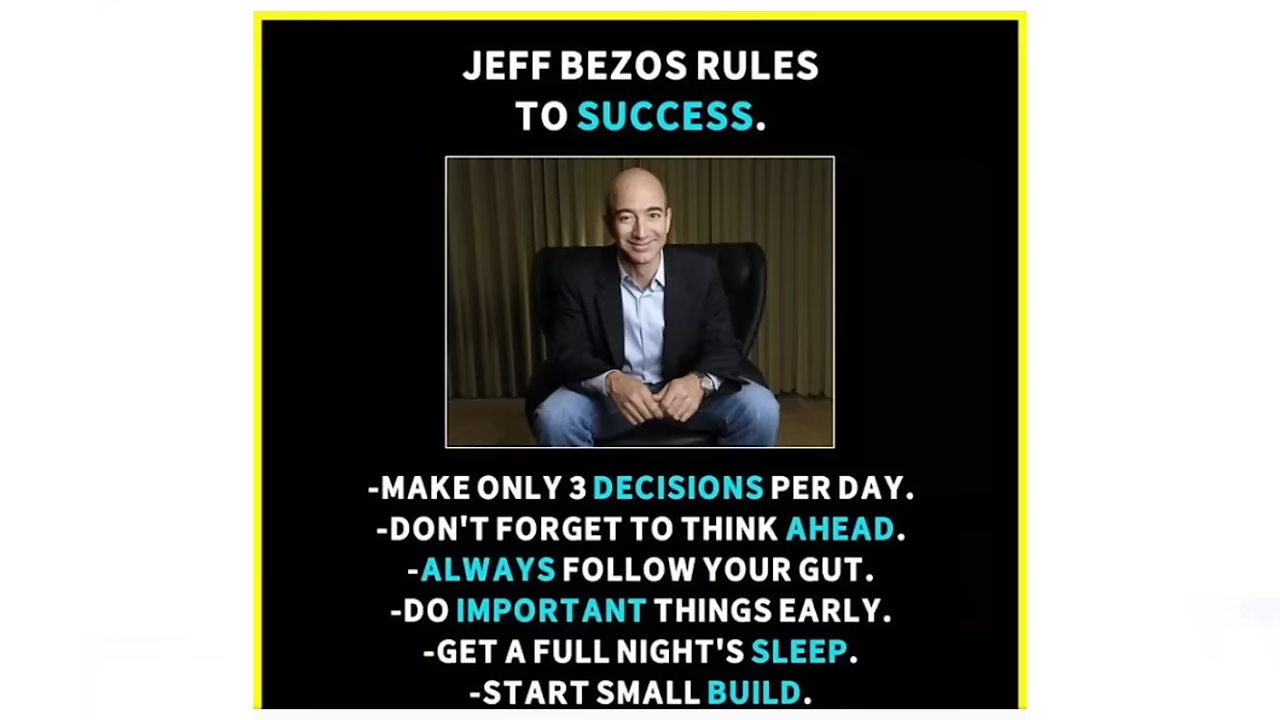 JEFF BEZOS RULES
TO SUCCESS.
-MAKE ONLY 3 DECISIONS PER DAY.
-DON'T FORGET TO THINK AHEAD.
-ALWAYS FOLLOW YOUR GUT.
-DO IMPORTANT THINGS EARLY.
-GET A FULL NIGHT'S SLEEP.
-START SMALL BUILD.